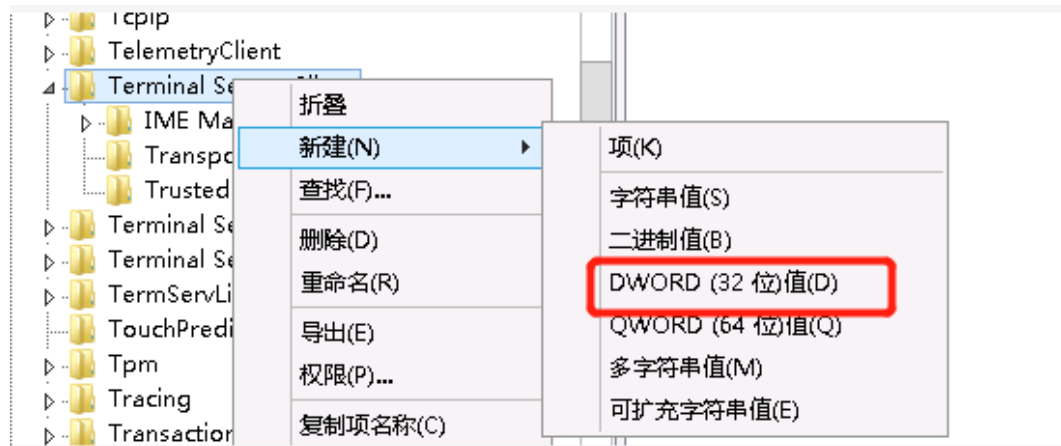 Tcpip
TelemetryClient
Terminal Se
IME Ma
Transpo
Trusted
Terminal Se
Terminal Se
TermServLi
TouchPredi
Tpm
Tracing
Transaction
折叠
新建(N)
查找(F)...
删除(D)
重命名(R)
导出(E)
权限(P)...
复制项名称(C)
项(K)
字符串值(S)
二进制值(B)
DWORD (32 位)值(D)
QWORD (64 位)值(Q)
多字符串值(M)
可扩充字符串值(E)